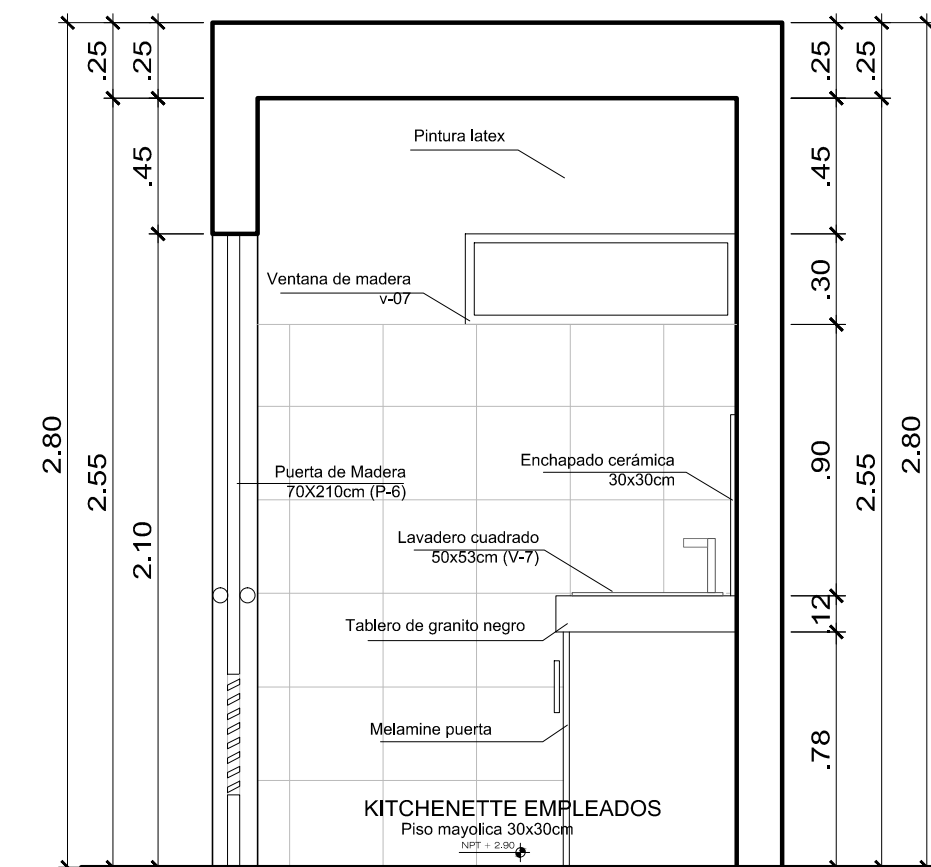 .25
.25
.25
.25
Pintura latex
.45
.45
Ventana de madera
v-07
.30
2.80
2.55
2.10
Puerta de Madera
70X210cm (P-6)
Enchapado cerámica
30x30cm
.90
2.55
2.80
Lavadero cuadrado
50x53cm (V-7)
.12
Tablero de granito negro
Melamine puerta
.78
KITCHENETTE EMPLEADOS
Piso mayolica 30x30cm
NPT + 2.90